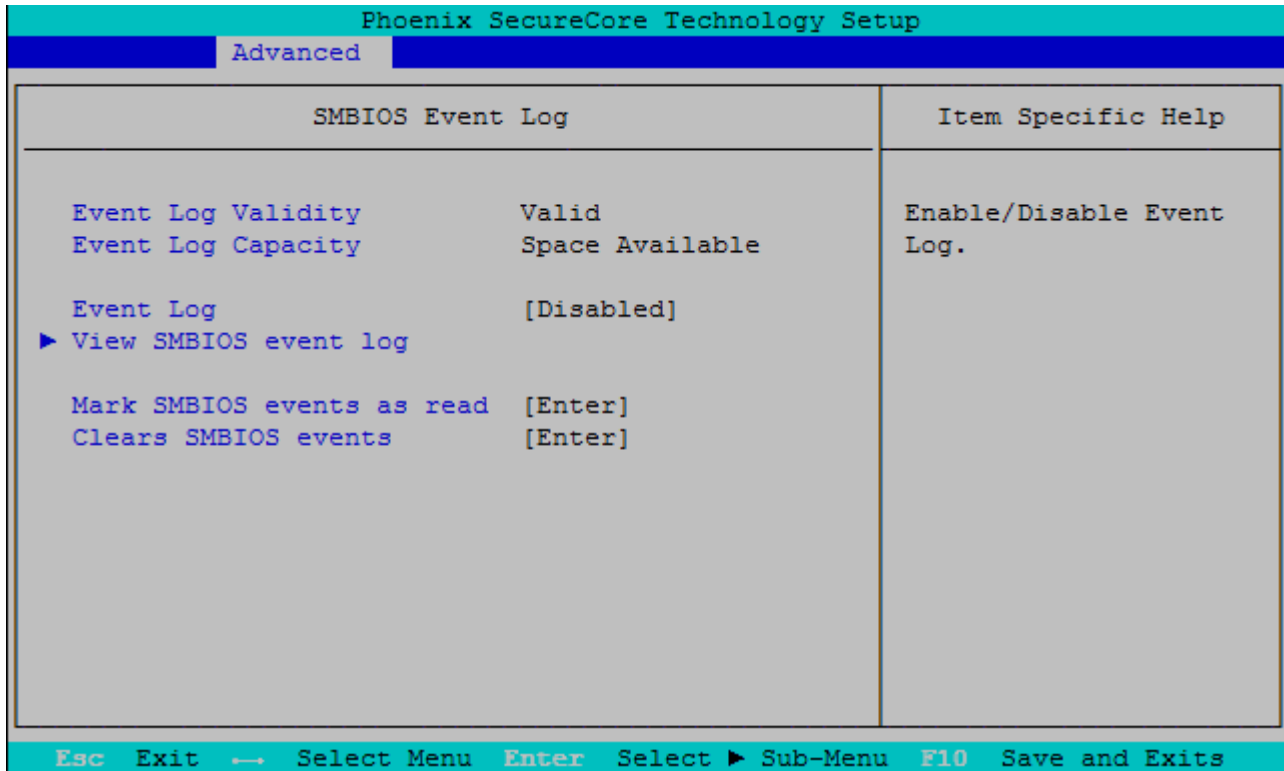 Phoenix SecureCore Technology Setup
Advanced
SMBIOS Event Log
Item Specific Help
Event Log Validity Valid
Event Log Capacity Space Available
Enable/Disable Event
Log.
Event Log [Disabled]
► View SMBIOS event log
Mark SMBIOS events as read [Enter]
Clears SMBIOS events [Enter]
Esc Exit ←→ Select Menu Enter Select ► Sub-Menu F10 Save and Exits